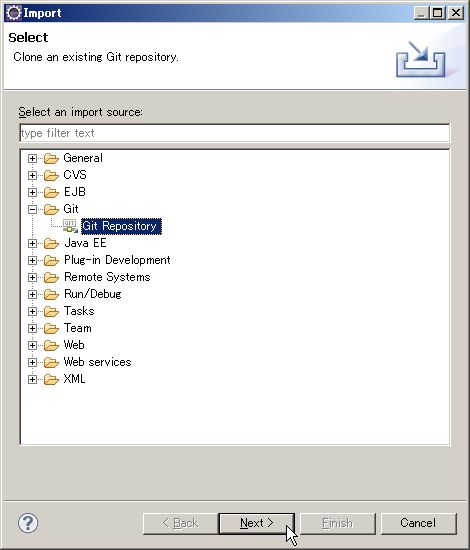 Import
Select
Clone an existing Git repository.
Select an import source:
type filter text
General
CVS
EJB
Git
GIT
Git Repository
Java EE
Plug-in Development
Remote Systems
Run/Debug
Tasks
Team
Web
Web services
XML
?
< Back
Next >
Finish
Cancel